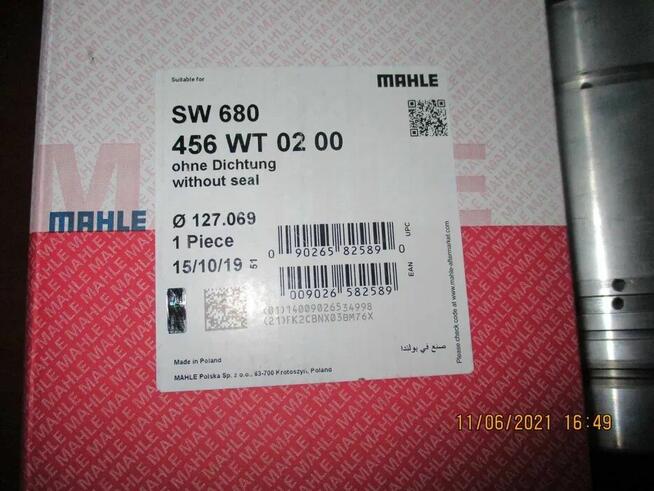 Suitable for
MAHLE
SW 680
456 WT 02 00
ohne Dichtung
without seal
MAHLE
Ø 127.069
1 Piece
15/10/19
51
0 90265 82589 0
UPC
009026 582589
EAN
(01)14009026534998
(21)FK2CBNX03BM76X
صنع في بولندا
Please check code at www.mahle-aftermarket.com
Made in Poland
MAHLE Polska Sp. z o.o., 63-700 Krotoszyn, Poland
11/06/2021 16:49